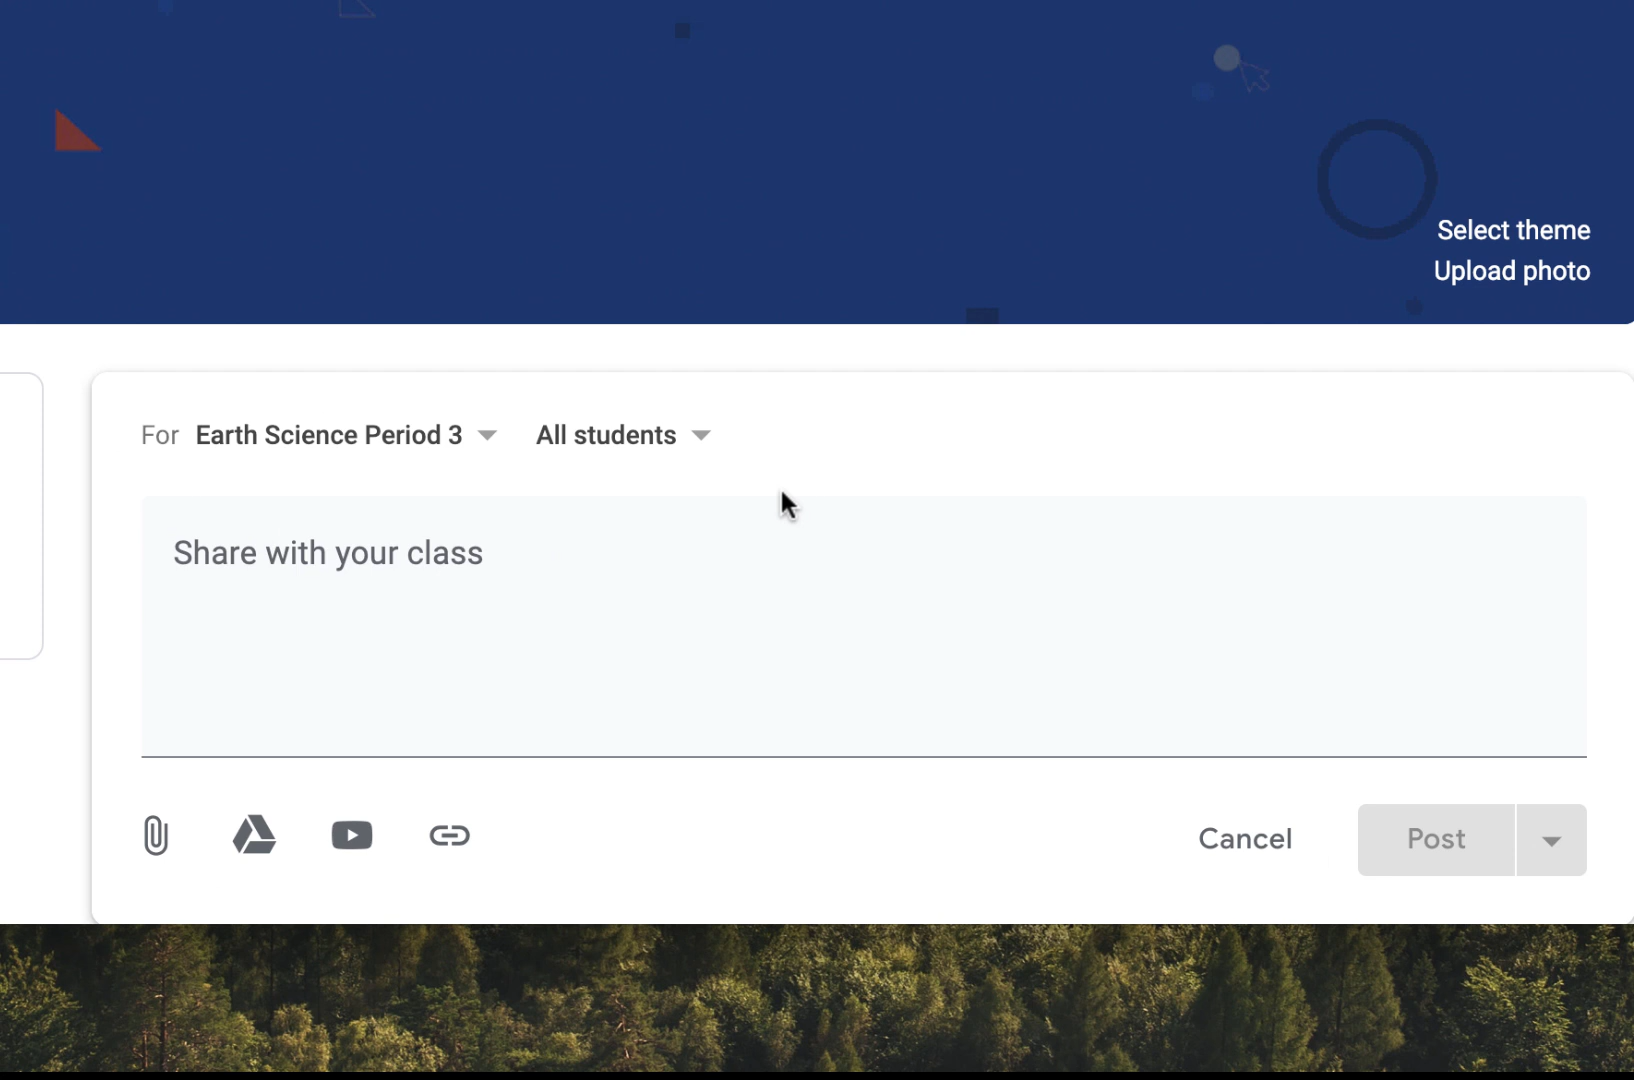 Select theme
Upload photo
For Earth Science Period 3 All students
Share with your class
Cancel Post